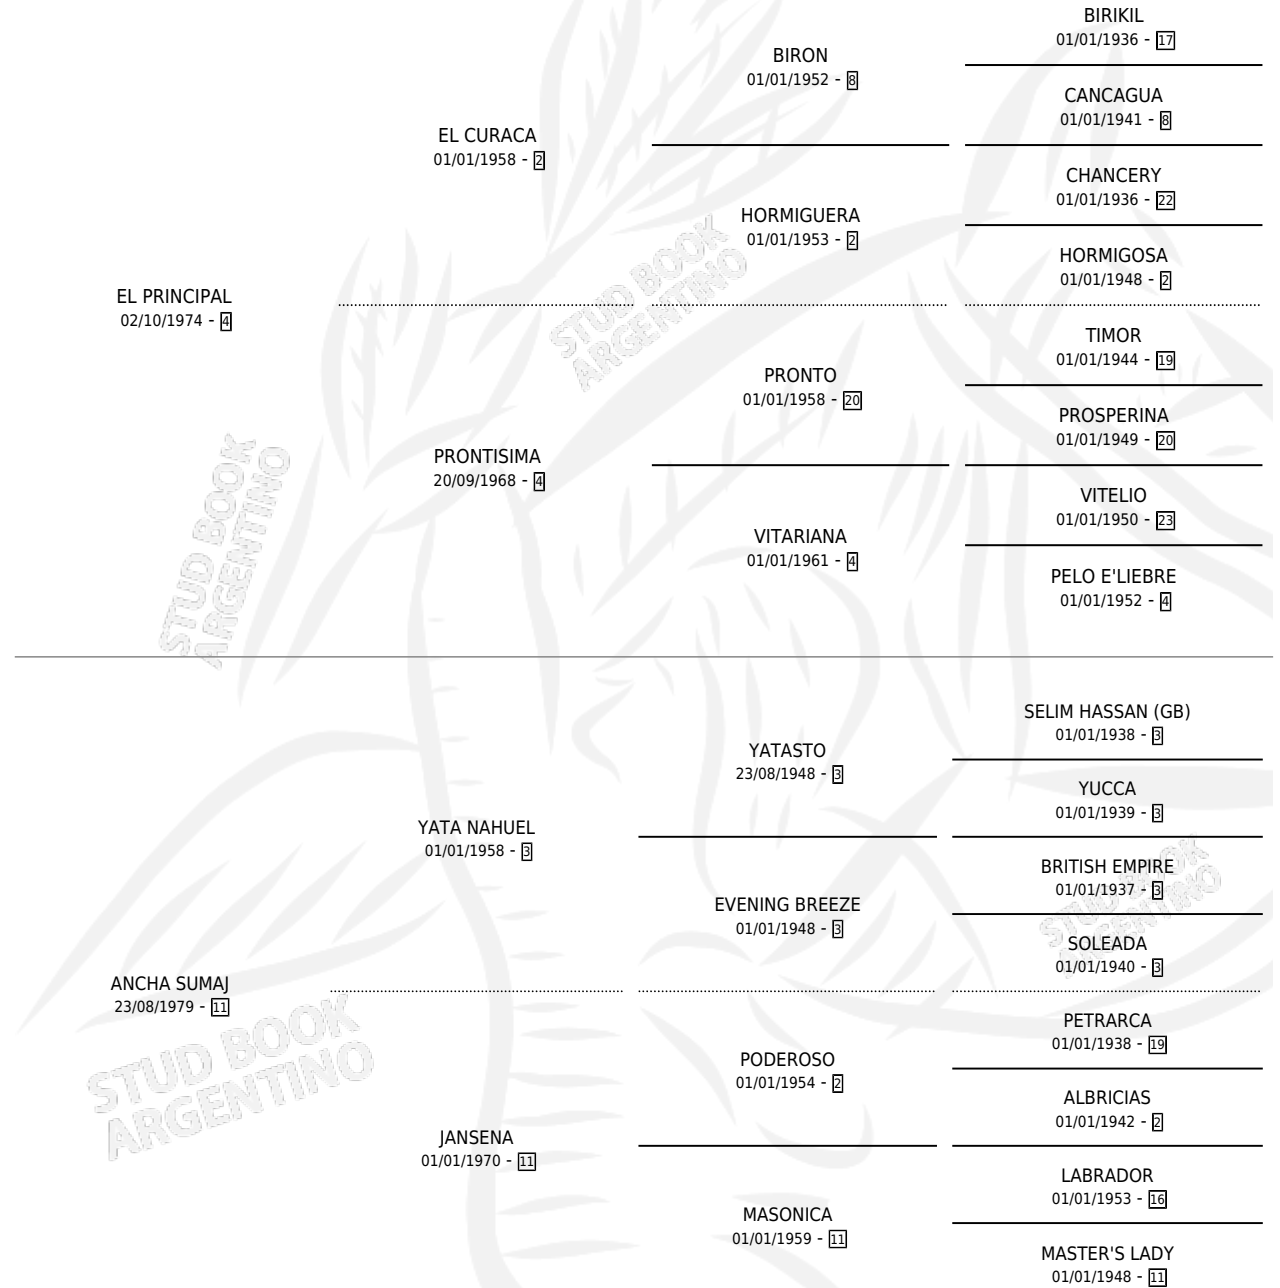 BIRIKIL
01/01/1936 - 17
BIRON
01/01/1952 - 8
CANCAGUA
01/01/1941 - 8
EL CURACA
01/01/1958 - 2
CHANCERY
01/01/1936 - 22
HORMIGUERA
01/01/1953 - 2
HORMIGOSA
01/01/1948 - 2
EL PRINCIPAL
02/10/1974 - 4
TIMOR
01/01/1944 - 19
PRONTO
01/01/1958 - 20
PROSPERINA
01/01/1949 - 20
PRONTISIMA
20/09/1968 - 4
VITELIO
01/01/1950 - 23
VITARIANA
01/01/1961 - 4
PELO E'LIEBRE
01/01/1952 - 4
STUD BOOK
ARGENTINO
STUD BOOK
ARGENTINO
SELIM HASSAN (GB)
01/01/1938 - 3
YATASTO
23/08/1948 - 3
YUCCA
01/01/1939 - 3
YATA NAHUEL
01/01/1958 - 3
BRITISH EMPIRE
01/01/1937 - 3
EVENING BREEZE
01/01/1948 - 3
SOLEADA
01/01/1940 - 3
ANCHA SUMAJ
23/08/1979 - 11
PETRARCA
01/01/1938 - 19
PODEROSO
01/01/1954 - 2
ALBRICIAS
01/01/1942 - 2
JANSENA
01/01/1970 - 11
LABRADOR
01/01/1953 - 16
MASONICA
01/01/1959 - 11
MASTER'S LADY
01/01/1948 - 11
STUD BOOK
ARGENTINO
STUD BOOK
ARGENTINO